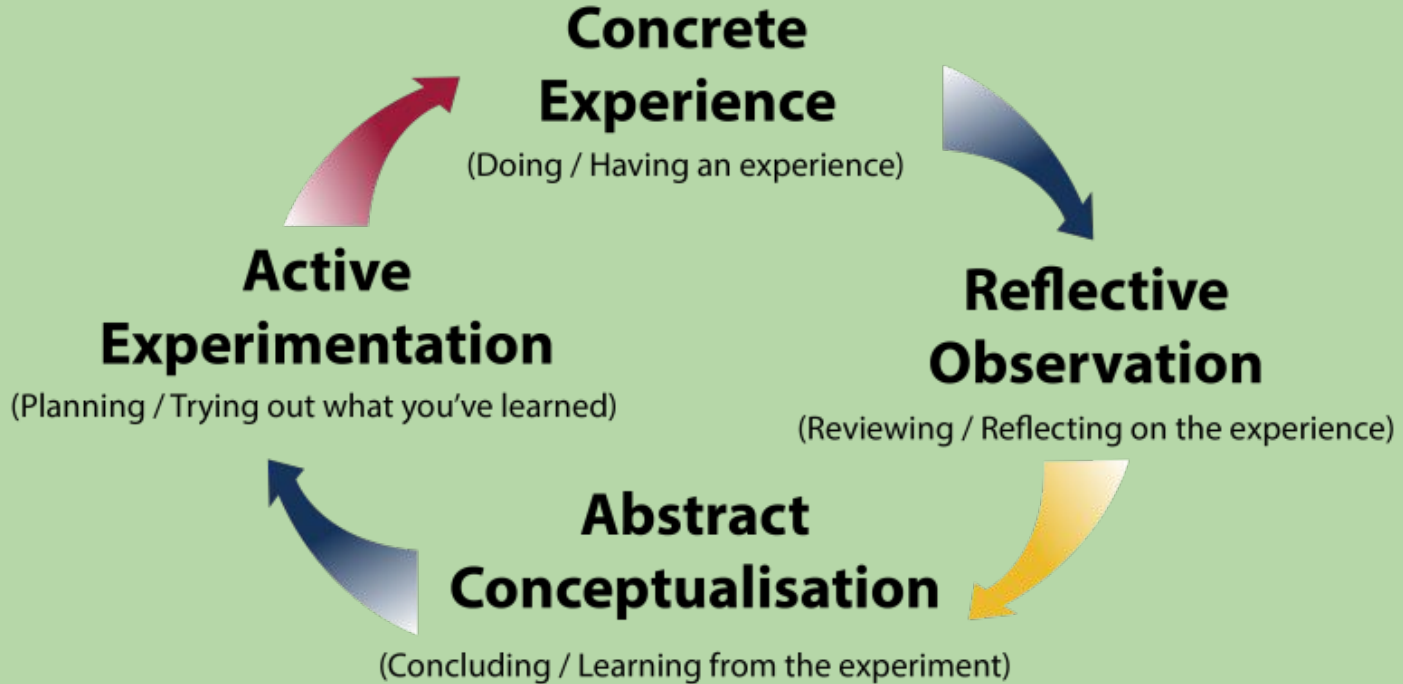 Concrete
Experience
(Doing / Having an experience)
Reflective
Observation
(Reviewing / Reflecting on the experience)
Abstract
Conceptualisation
(Concluding / Learning from the experiment)
Active
Experimentation
(Planning / Trying out what you've learned)